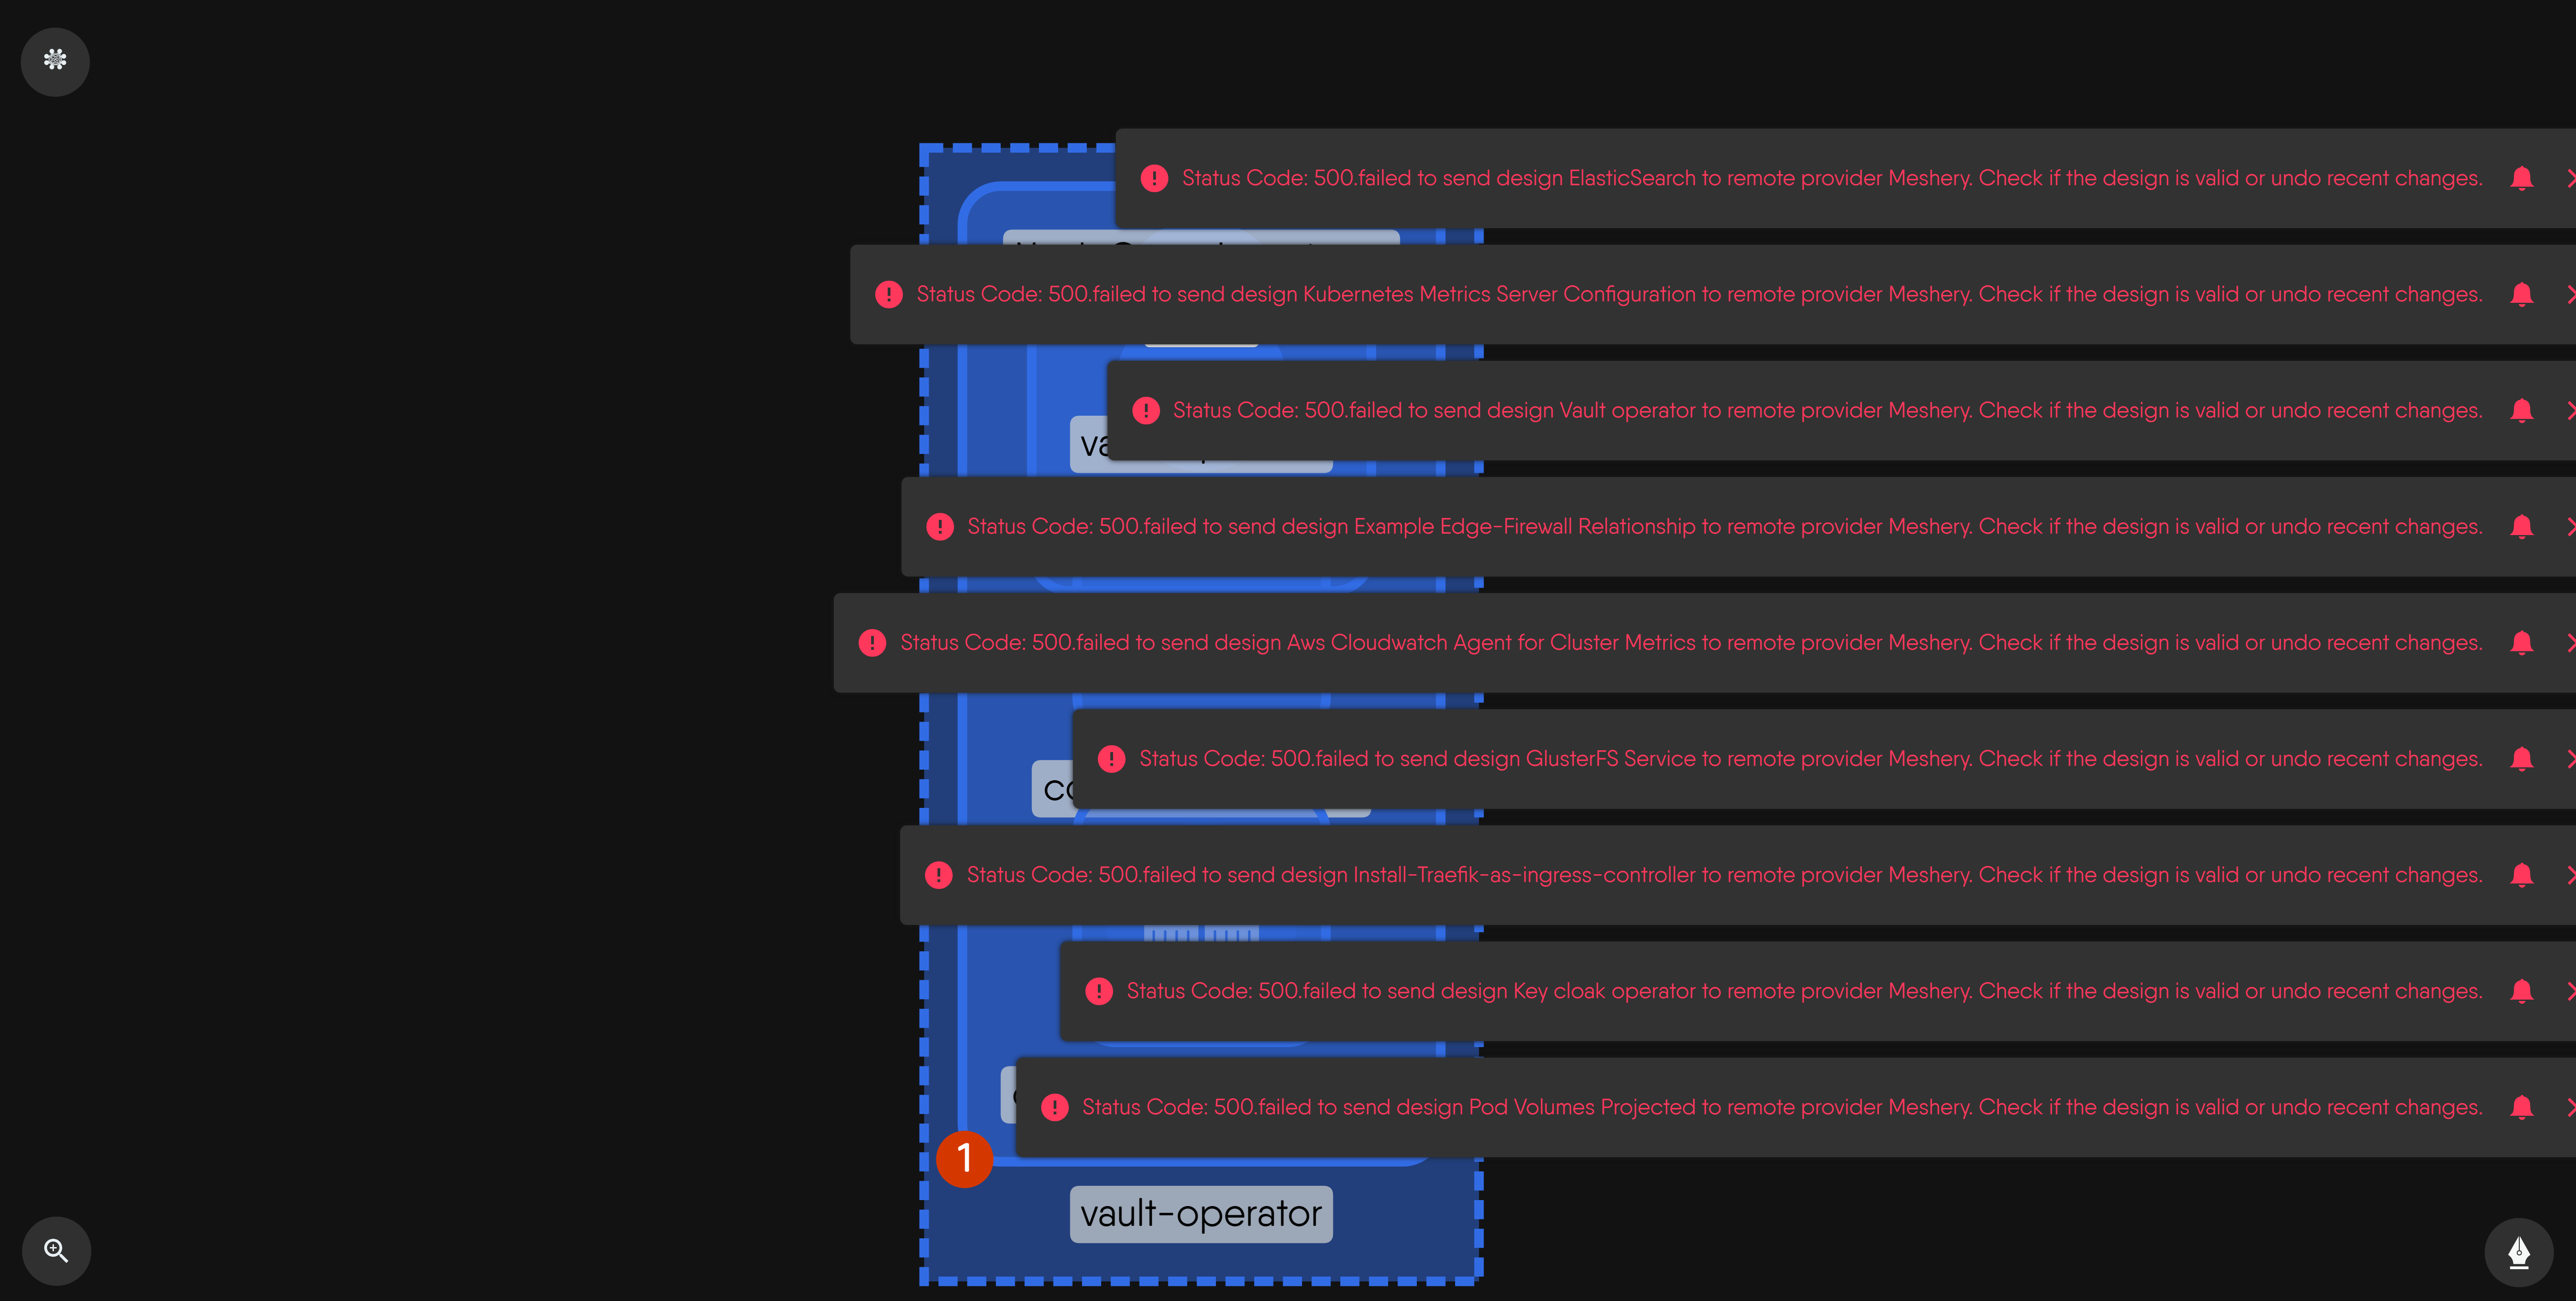 Status Code: 500.failed to send design ElasticSearch to remote provider Meshery. Check if the design is valid or undo recent changes.
Status Code: 500.failed to send design Kubernetes Metrics Server Configuration to remote provider Meshery. Check if the design is valid or undo recent changes.
Status Code: 500.failed to send design Vault operator to remote provider Meshery. Check if the design is valid or undo recent changes.
Status Code: 500.failed to send design Example Edge-Firewall Relationship to remote provider Meshery. Check if the design is valid or undo recent changes.
Status Code: 500.failed to send design Aws Cloudwatch Agent for Cluster Metrics to remote provider Meshery. Check if the design is valid or undo recent changes.
Status Code: 500.failed to send design GlusterFS Service to remote provider Meshery. Check if the design is valid or undo recent changes.
Status Code: 500.failed to send design Install-Traefik-as-ingress-controller to remote provider Meshery. Check if the design is valid or undo recent changes.
Status Code: 500.failed to send design Key cloak operator to remote provider Meshery. Check if the design is valid or undo recent changes.
Status Code: 500.failed to send design Pod Volumes Projected to remote provider Meshery. Check if the design is valid or undo recent changes.
1
vault-operator